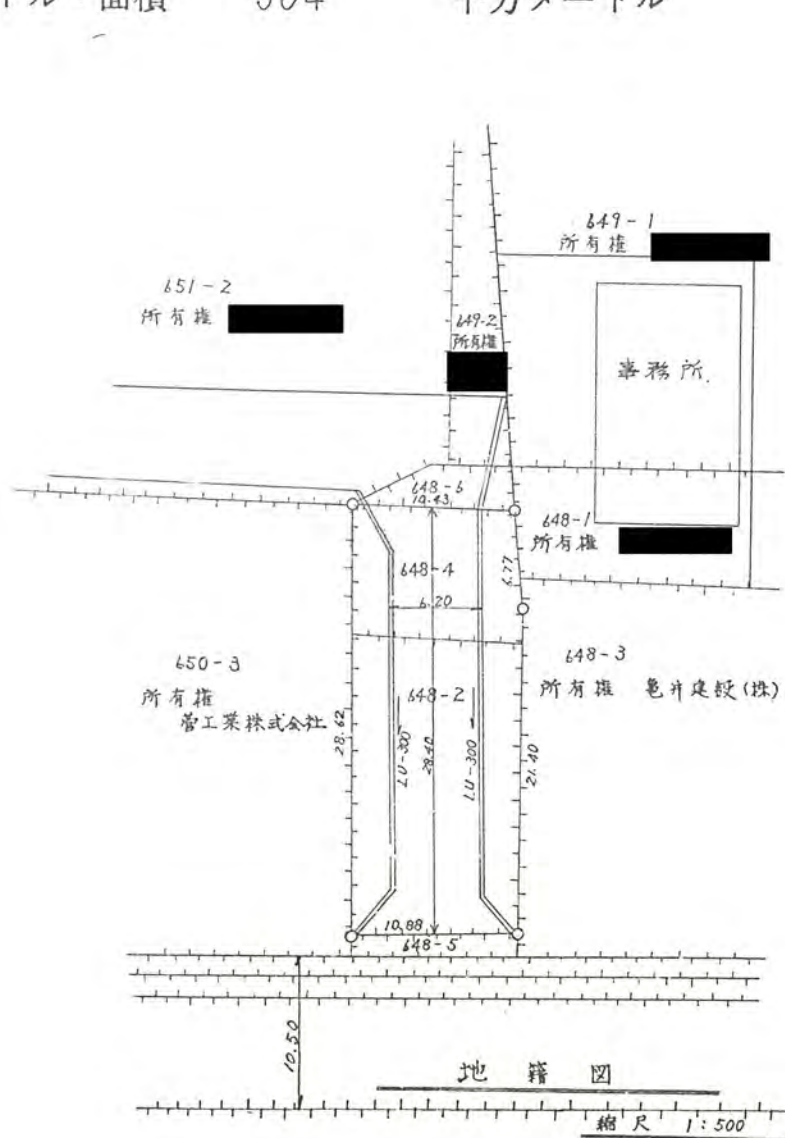 トル 面積 304 平方メートル
649-1
所有権
651-2
所有権
649-2
所有権
事務所.
648-6
10.43
648-1
所有権
6.77
648-4
6.20
650-3
所有権
菅工業株式会社
648-3
所有権 亀井建設(株)
648-2
28.62
LU-300
28.40
LU-300
21.40
10.88
648-5
10.50
地籍図
縮尺 1:500